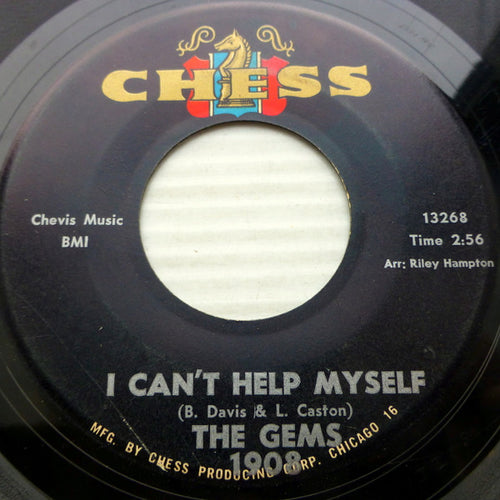 CHESS
Chevis Music
BMI
13268
Time 2:56
Arr: Riley Hampton
I CAN'T HELP MYSELF
(B. Davis & L. Caston)
THE GEMS
1908
MFG. BY CHESS PRODUCING CORP. CHICAGO 16